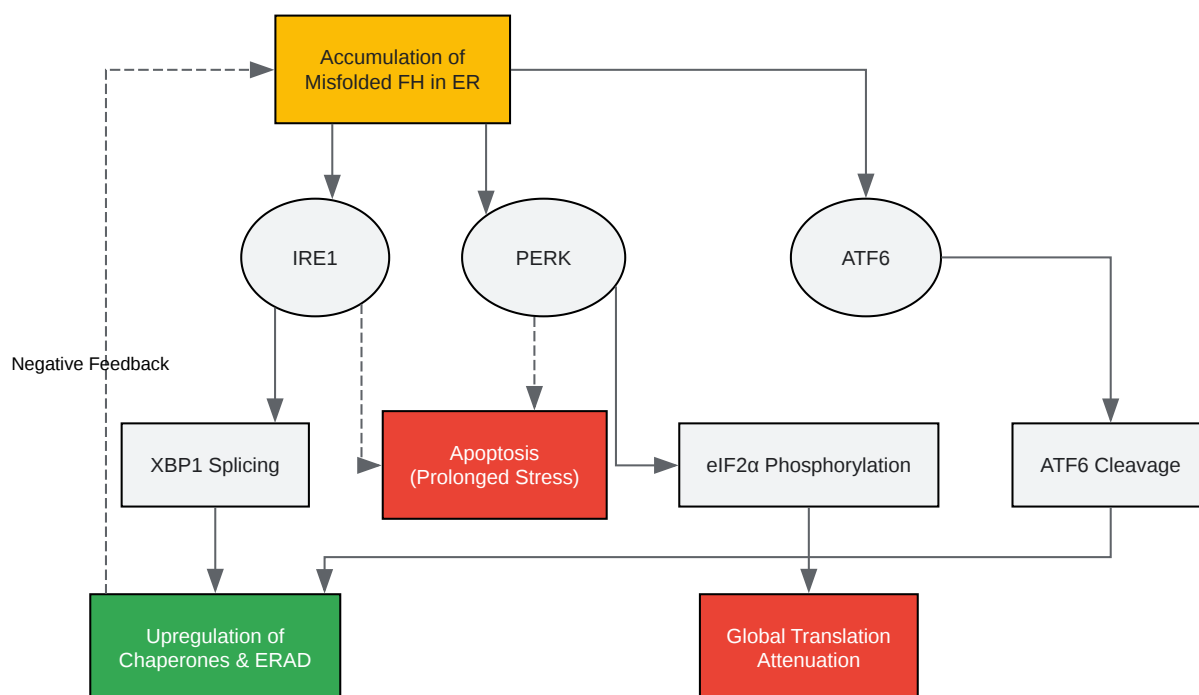 Accumulation of
Misfolded FH in ER
IRE1
PERK
ATF6
Negative Feedback
XBP1 Splicing
Apoptosis
(Prolonged Stress)
eIF2α Phosphorylation
ATF6 Cleavage
Upregulation of
Chaperones & ERAD
Global Translation
Attenuation